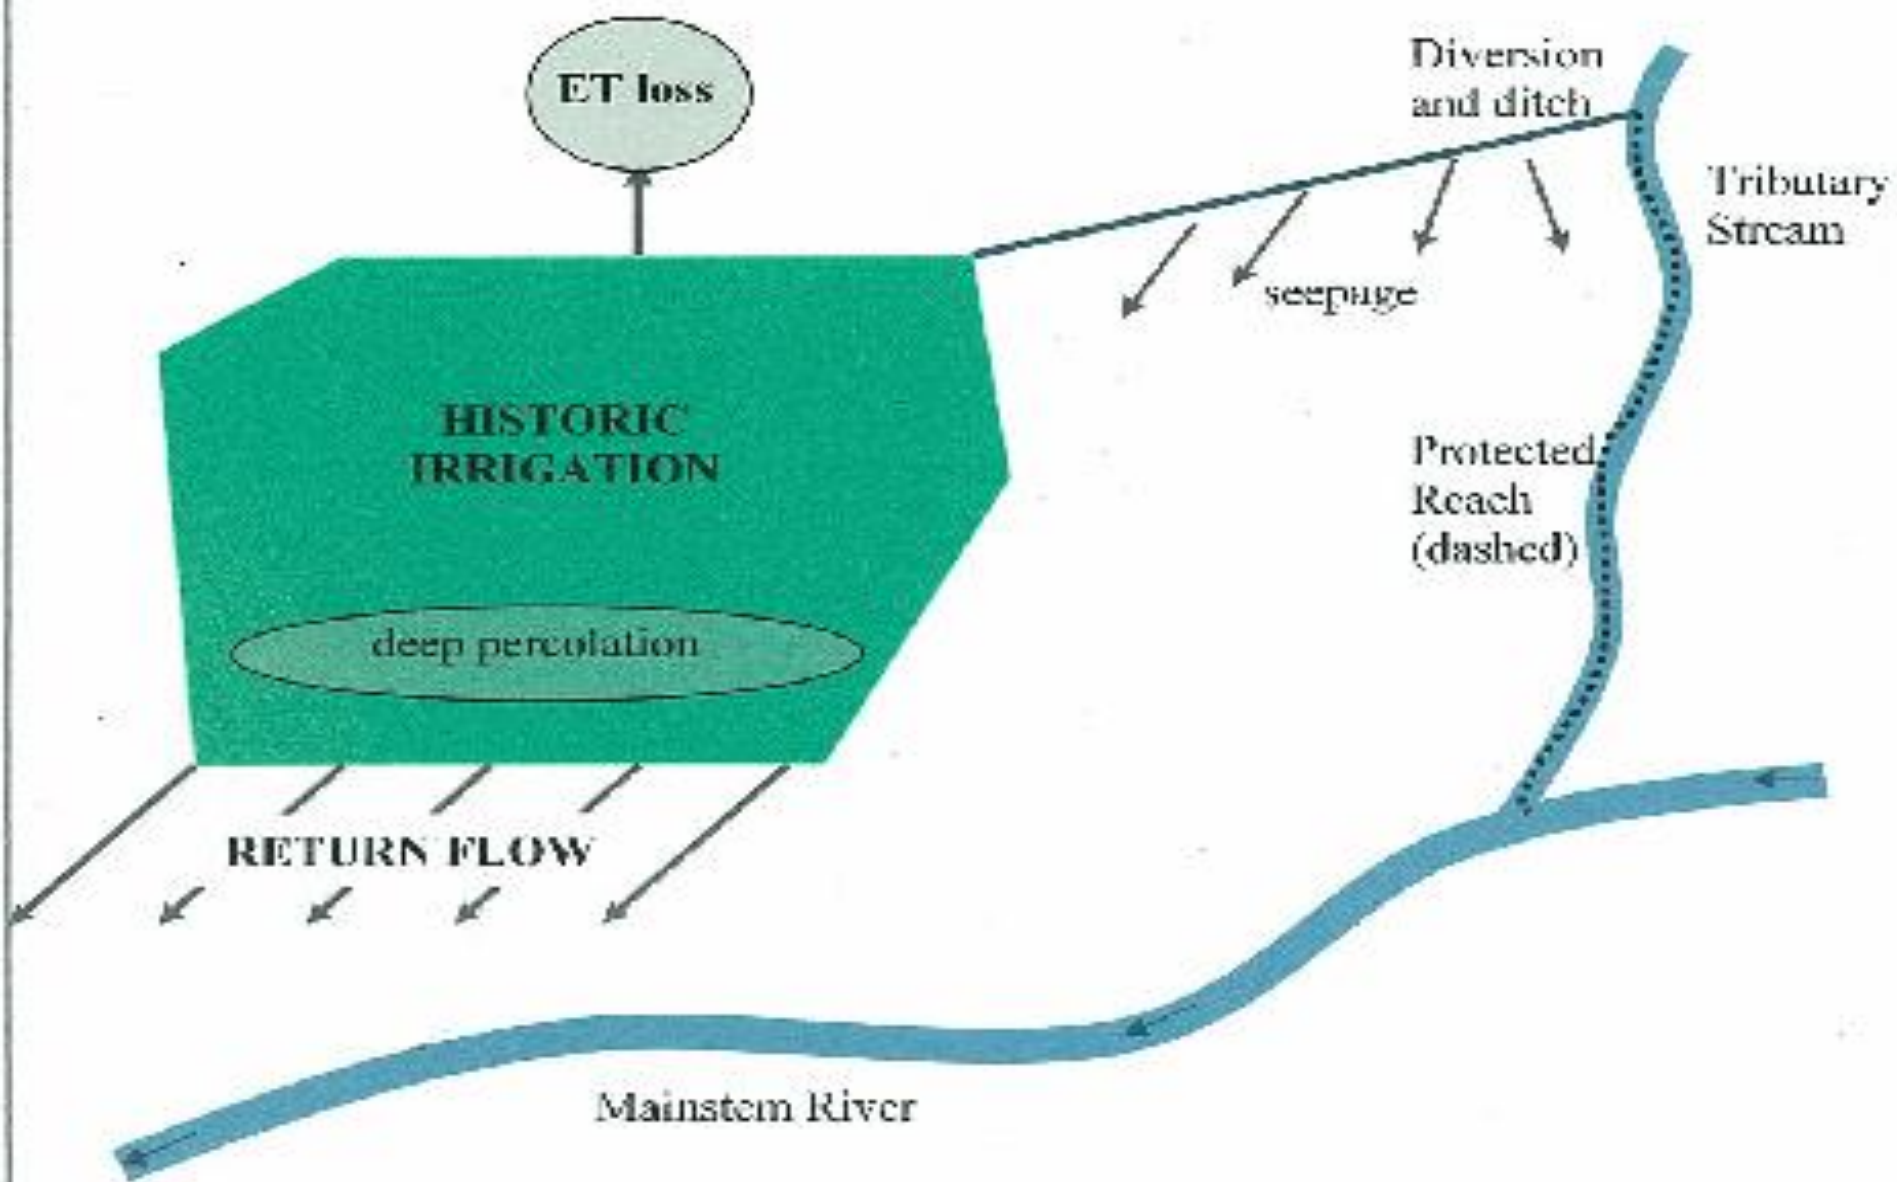 ET loss
Diversion
and ditch
Tributary
Stream
seepage
HISTORIC
IRRIGATION
Protected
Reach
(dashed)
deep percolation
RETURN FLOW
Mainstem River